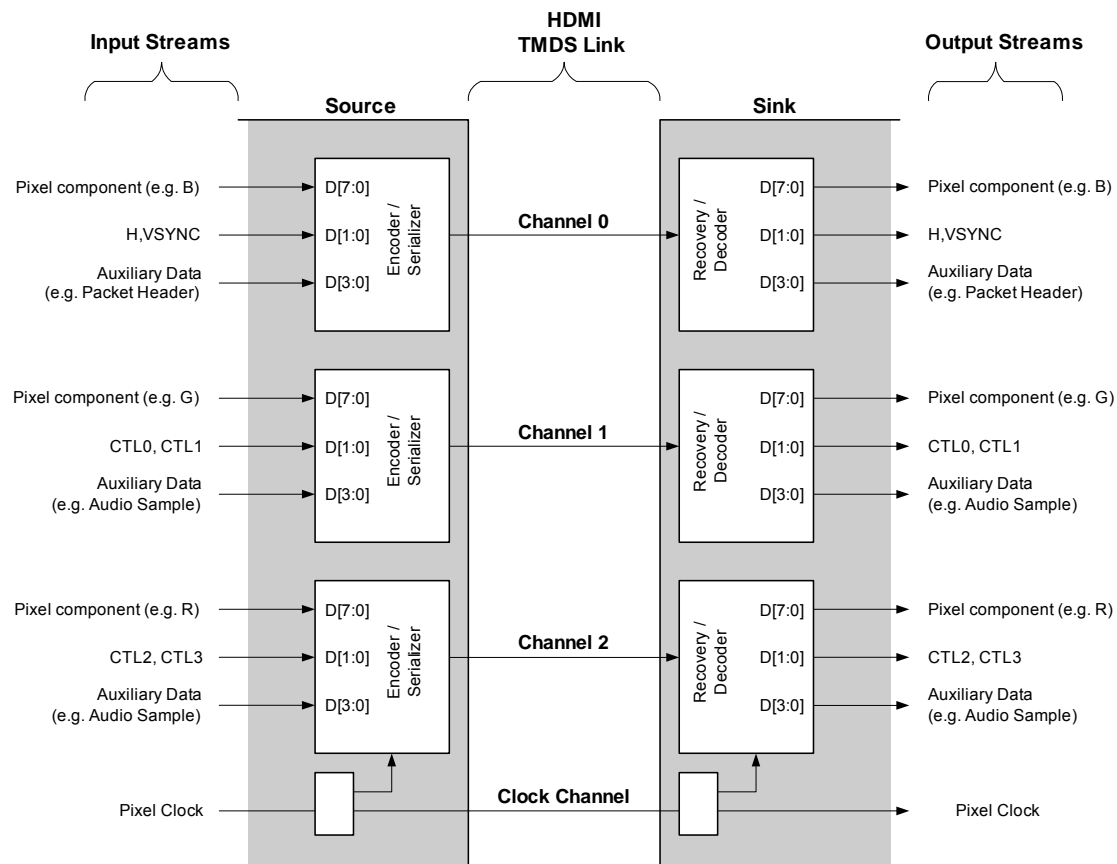 HDMI
TMDS Link
Input Streams
Output Streams
Source
Sink
Pixel component (e.g. B)
H,VSYNC
Auxiliary Data
(e.g. Packet Header)
D[7:0]
D[1:0]
D[3:0]
Encoder /
Serializer
Channel 0
Recovery /
Decoder
D[7:0]
D[1:0]
D[3:0]
Pixel component (e.g. B)
H,VSYNC
Auxiliary Data
(e.g. Packet Header)
Pixel component (e.g. G)
CTL0, CTL1
Auxiliary Data
(e.g. Audio Sample)
D[7:0]
D[1:0]
D[3:0]
Encoder /
Serializer
Channel 1
Recovery /
Decoder
D[7:0]
D[1:0]
D[3:0]
Pixel component (e.g. G)
CTL0, CTL1
Auxiliary Data
(e.g. Audio Sample)
Pixel component (e.g. R)
CTL2, CTL3
Auxiliary Data
(e.g. Audio Sample)
D[7:0]
D[1:0]
D[3:0]
Encoder /
Serializer
Channel 2
Recovery /
Decoder
D[7:0]
D[1:0]
D[3:0]
Pixel component (e.g. R)
CTL2, CTL3
Auxiliary Data
(e.g. Audio Sample)
Pixel Clock
Clock Channel
Pixel Clock